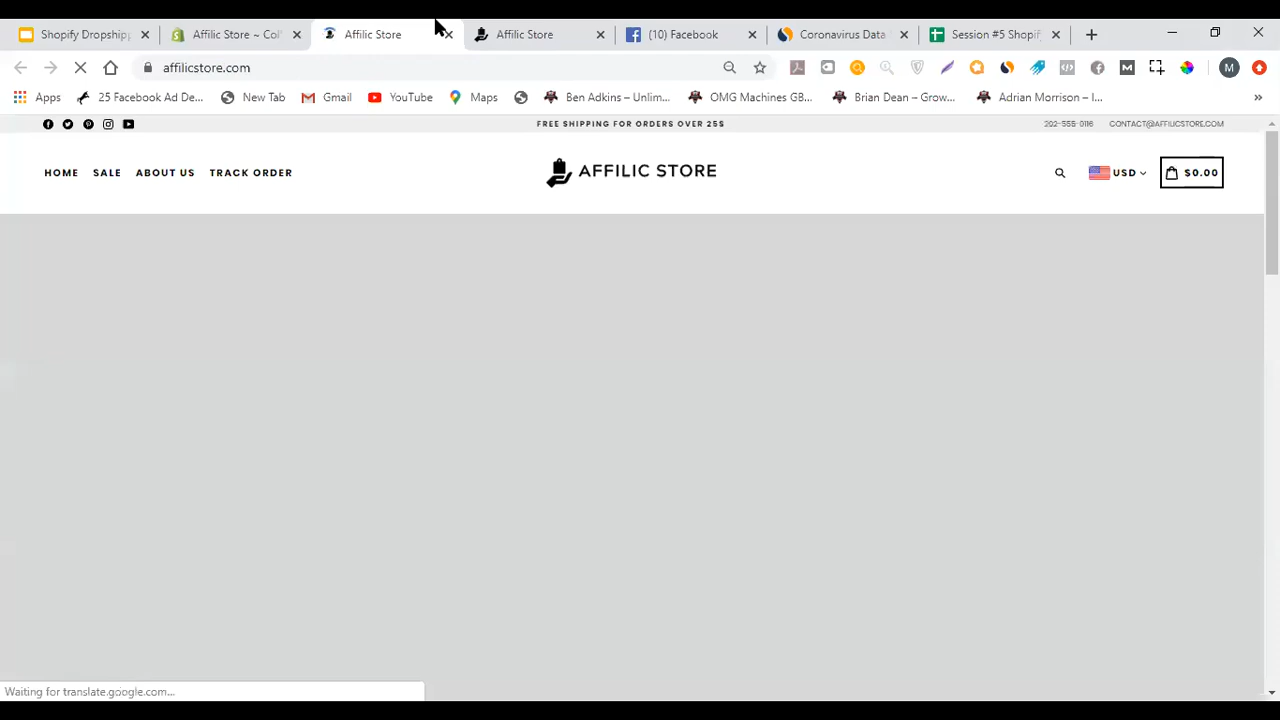 Shopify Dropship
Affilic Store ~ Col
Affilic Store
Affilic Store
(10) Facebook
Coronavirus Data
Session #5 Shopif
affilicstore.com
M
Apps
25 Facebook Ad De...
New Tab
Gmail
YouTube
Maps
Ben Adkins – Unlim...
OMG Machines GB...
Brian Dean – Grow...
Adrian Morrison – I...
»
FREE SHIPPING FOR ORDERS OVER 25$
202-555-0116
CONTACT@AFFILICSTORE.COM
HOME
SALE
ABOUT US
TRACK ORDER
AFFILIC STORE
USD
$0.00
Waiting for translate.google.com...